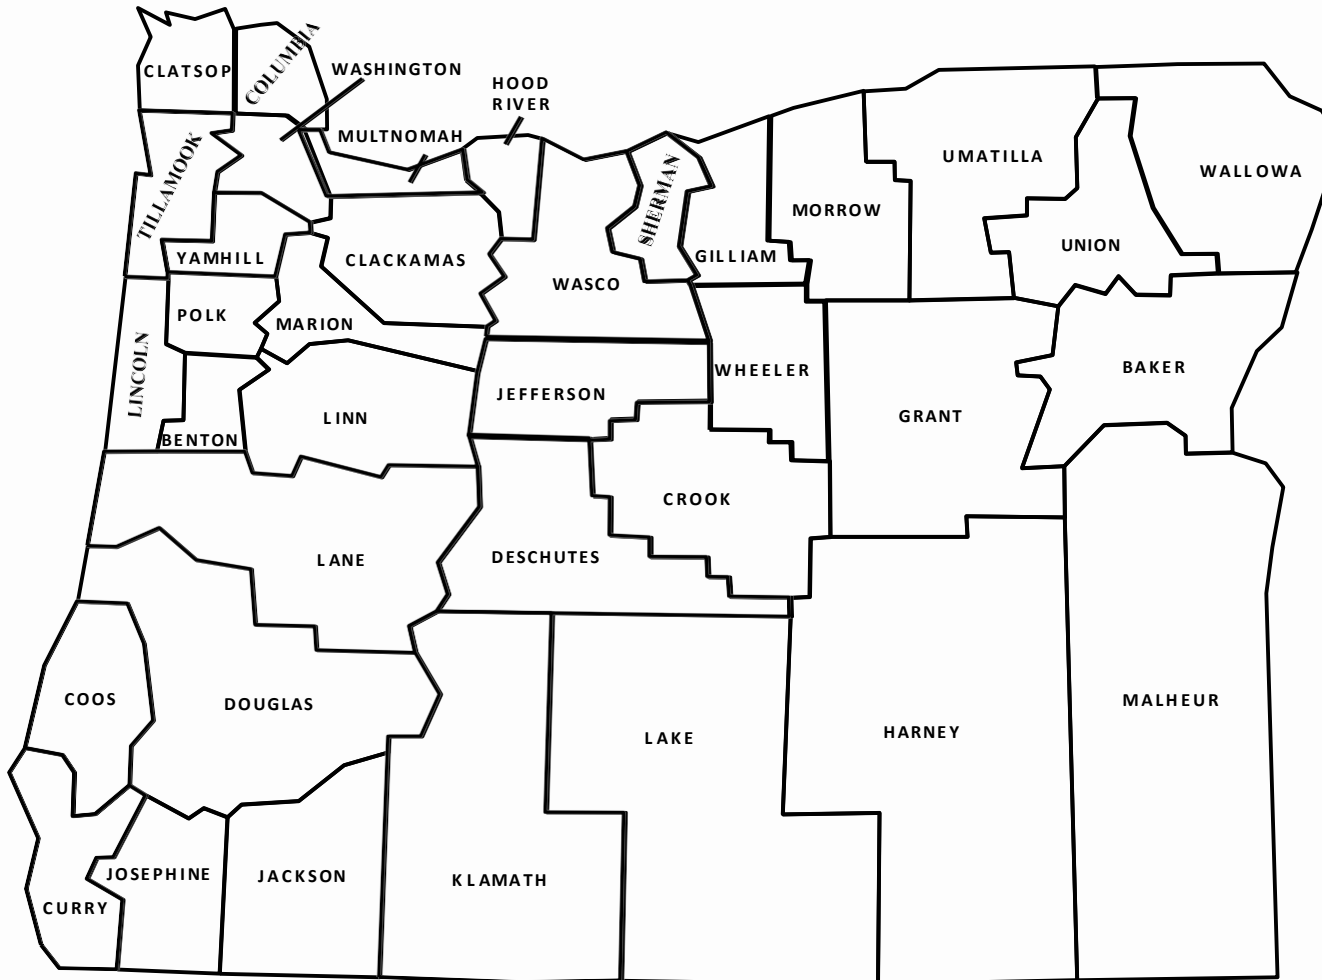 CLATSOP
COLUMBIA
WASHINGTON
HOOD
RIVER
MULTNOMAH
TILLAMOOK
SHERMAN
UMATILLA
WALLOWA
MORROW
UNION
YAMHILL
CLACKAMAS
GILLIAM
WASCO
POLK
MARION
LINCOLN
WHEELER
BAKER
JEFFERSON
GRANT
LINN
BENTON
CROOK
LANE
DESCHUTES
COOS
DOUGLAS
MALHEUR
LAKE
HARNEY
JOSEPHINE
JACKSON
KLAMATH
CURRY